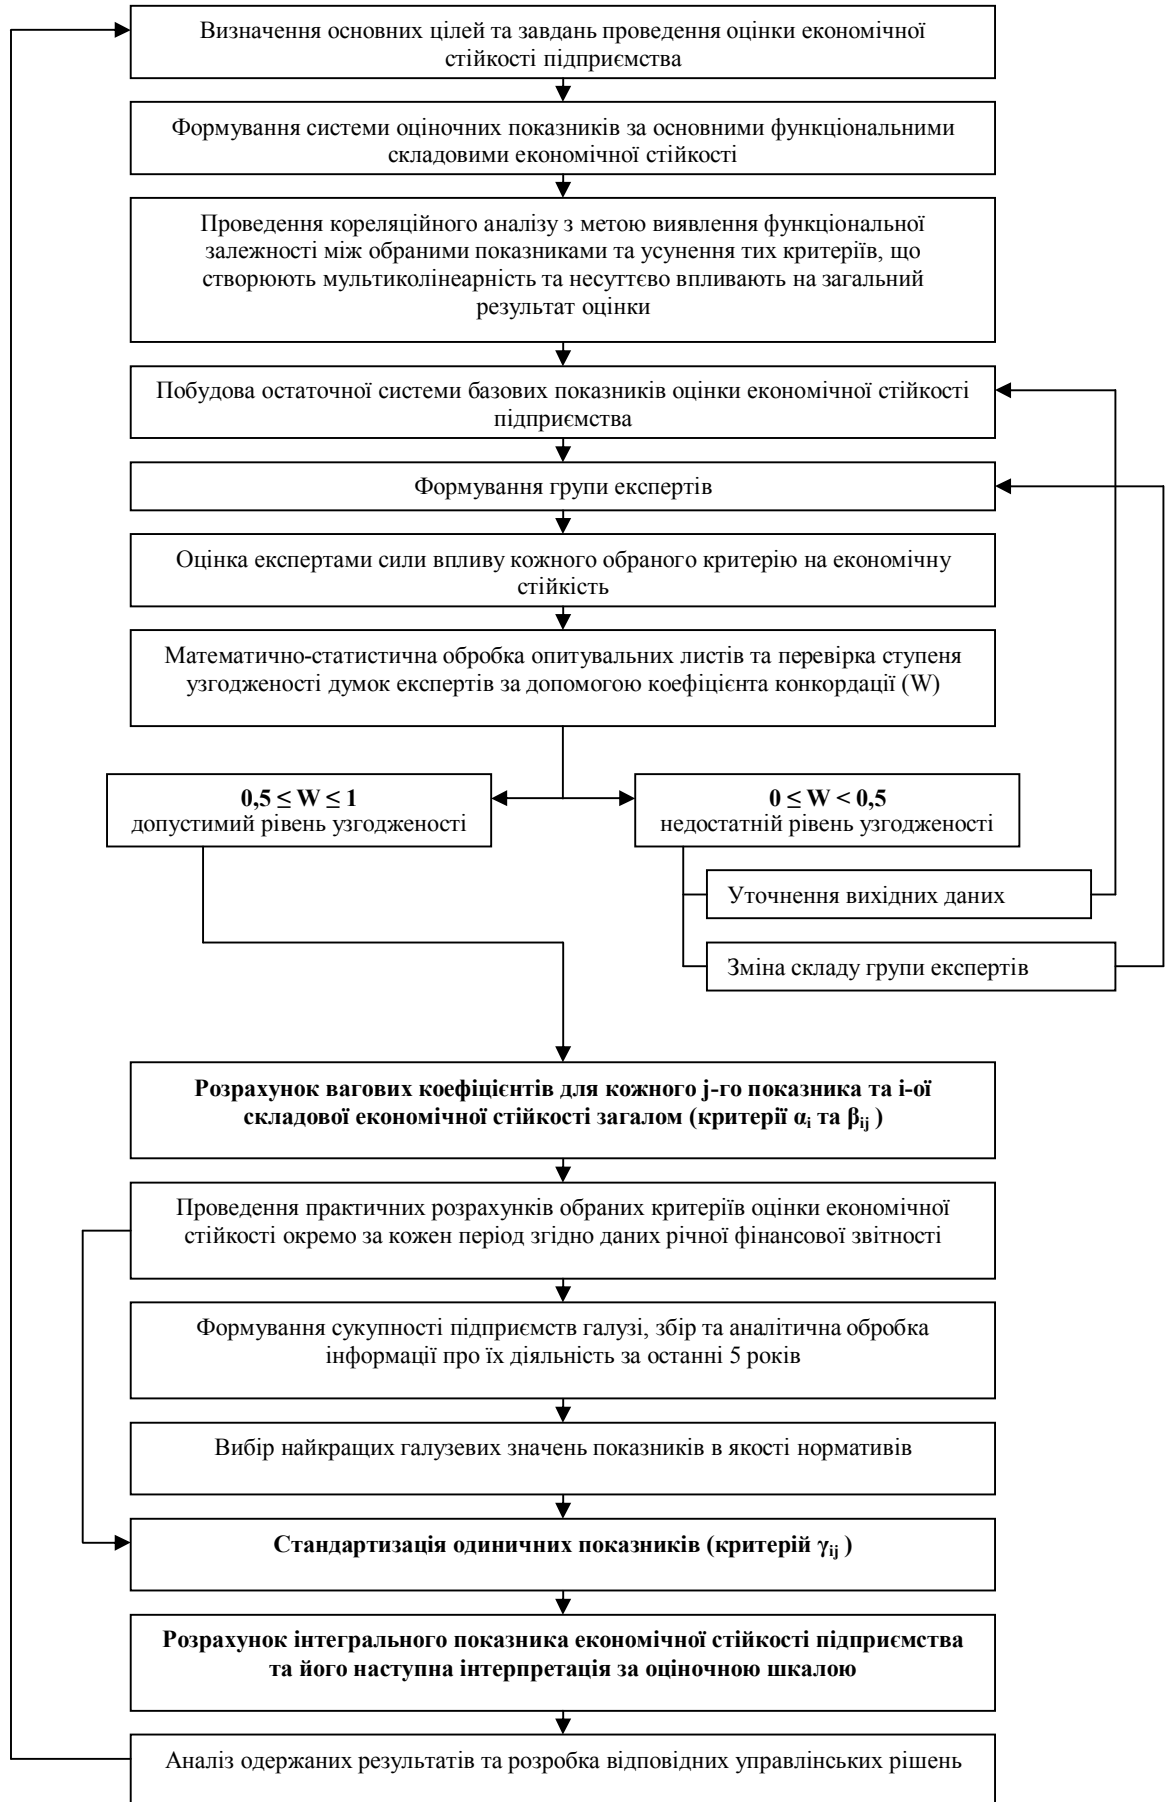 Визначення основних цілей та завдань проведення оцінки економічної
стійкості підприємства
Формування системи оціночних показників за основними функціональними
складовими економічної стійкості
Проведення кореляційного аналізу з метою виявлення функціональної
залежності між обраними показниками та усунення тих критеріїв, що
створюють мультиколінеарність та несуттєво впливають на загальний
результат оцінки
Побудова остаточної системи базових показників оцінки економічної стійкості
підприємства
Формування групи експертів
Оцінка експертами сили впливу кожного обраного критерію на економічну
стійкість
Математично-статистична обробка опитувальних листів та перевірка ступеня
узгодженості думок експертів за допомогою коефіцієнта конкордації (W)
0,5 ≤ W ≤ 1
допустимий рівень узгодженості
0 ≤ W < 0,5
недостатній рівень узгодженості
Уточнення вихідних даних
Зміна складу групи експертів
Розрахунок вагових коефіцієнтів для кожного j-го показника та i-ої
складової економічної стійкості загалом (критерії αᵢ та βᵢⱼ )
Проведення практичних розрахунків обраних критеріїв оцінки економічної
стійкості окремо за кожен період згідно даних річної фінансової звітності
Формування сукупності підприємств галузі, збір та аналітична обробка
інформації про їх діяльність за останні 5 років
Вибір найкращих галузевих значень показників в якості нормативів
Стандартизація одиничних показників (критерій γᵢⱼ )
Розрахунок інтегрального показника економічної стійкості підприємства
та його наступна інтерпретація за оціночною шкалою
Аналіз одержаних результатів та розробка відповідних управлінських рішень